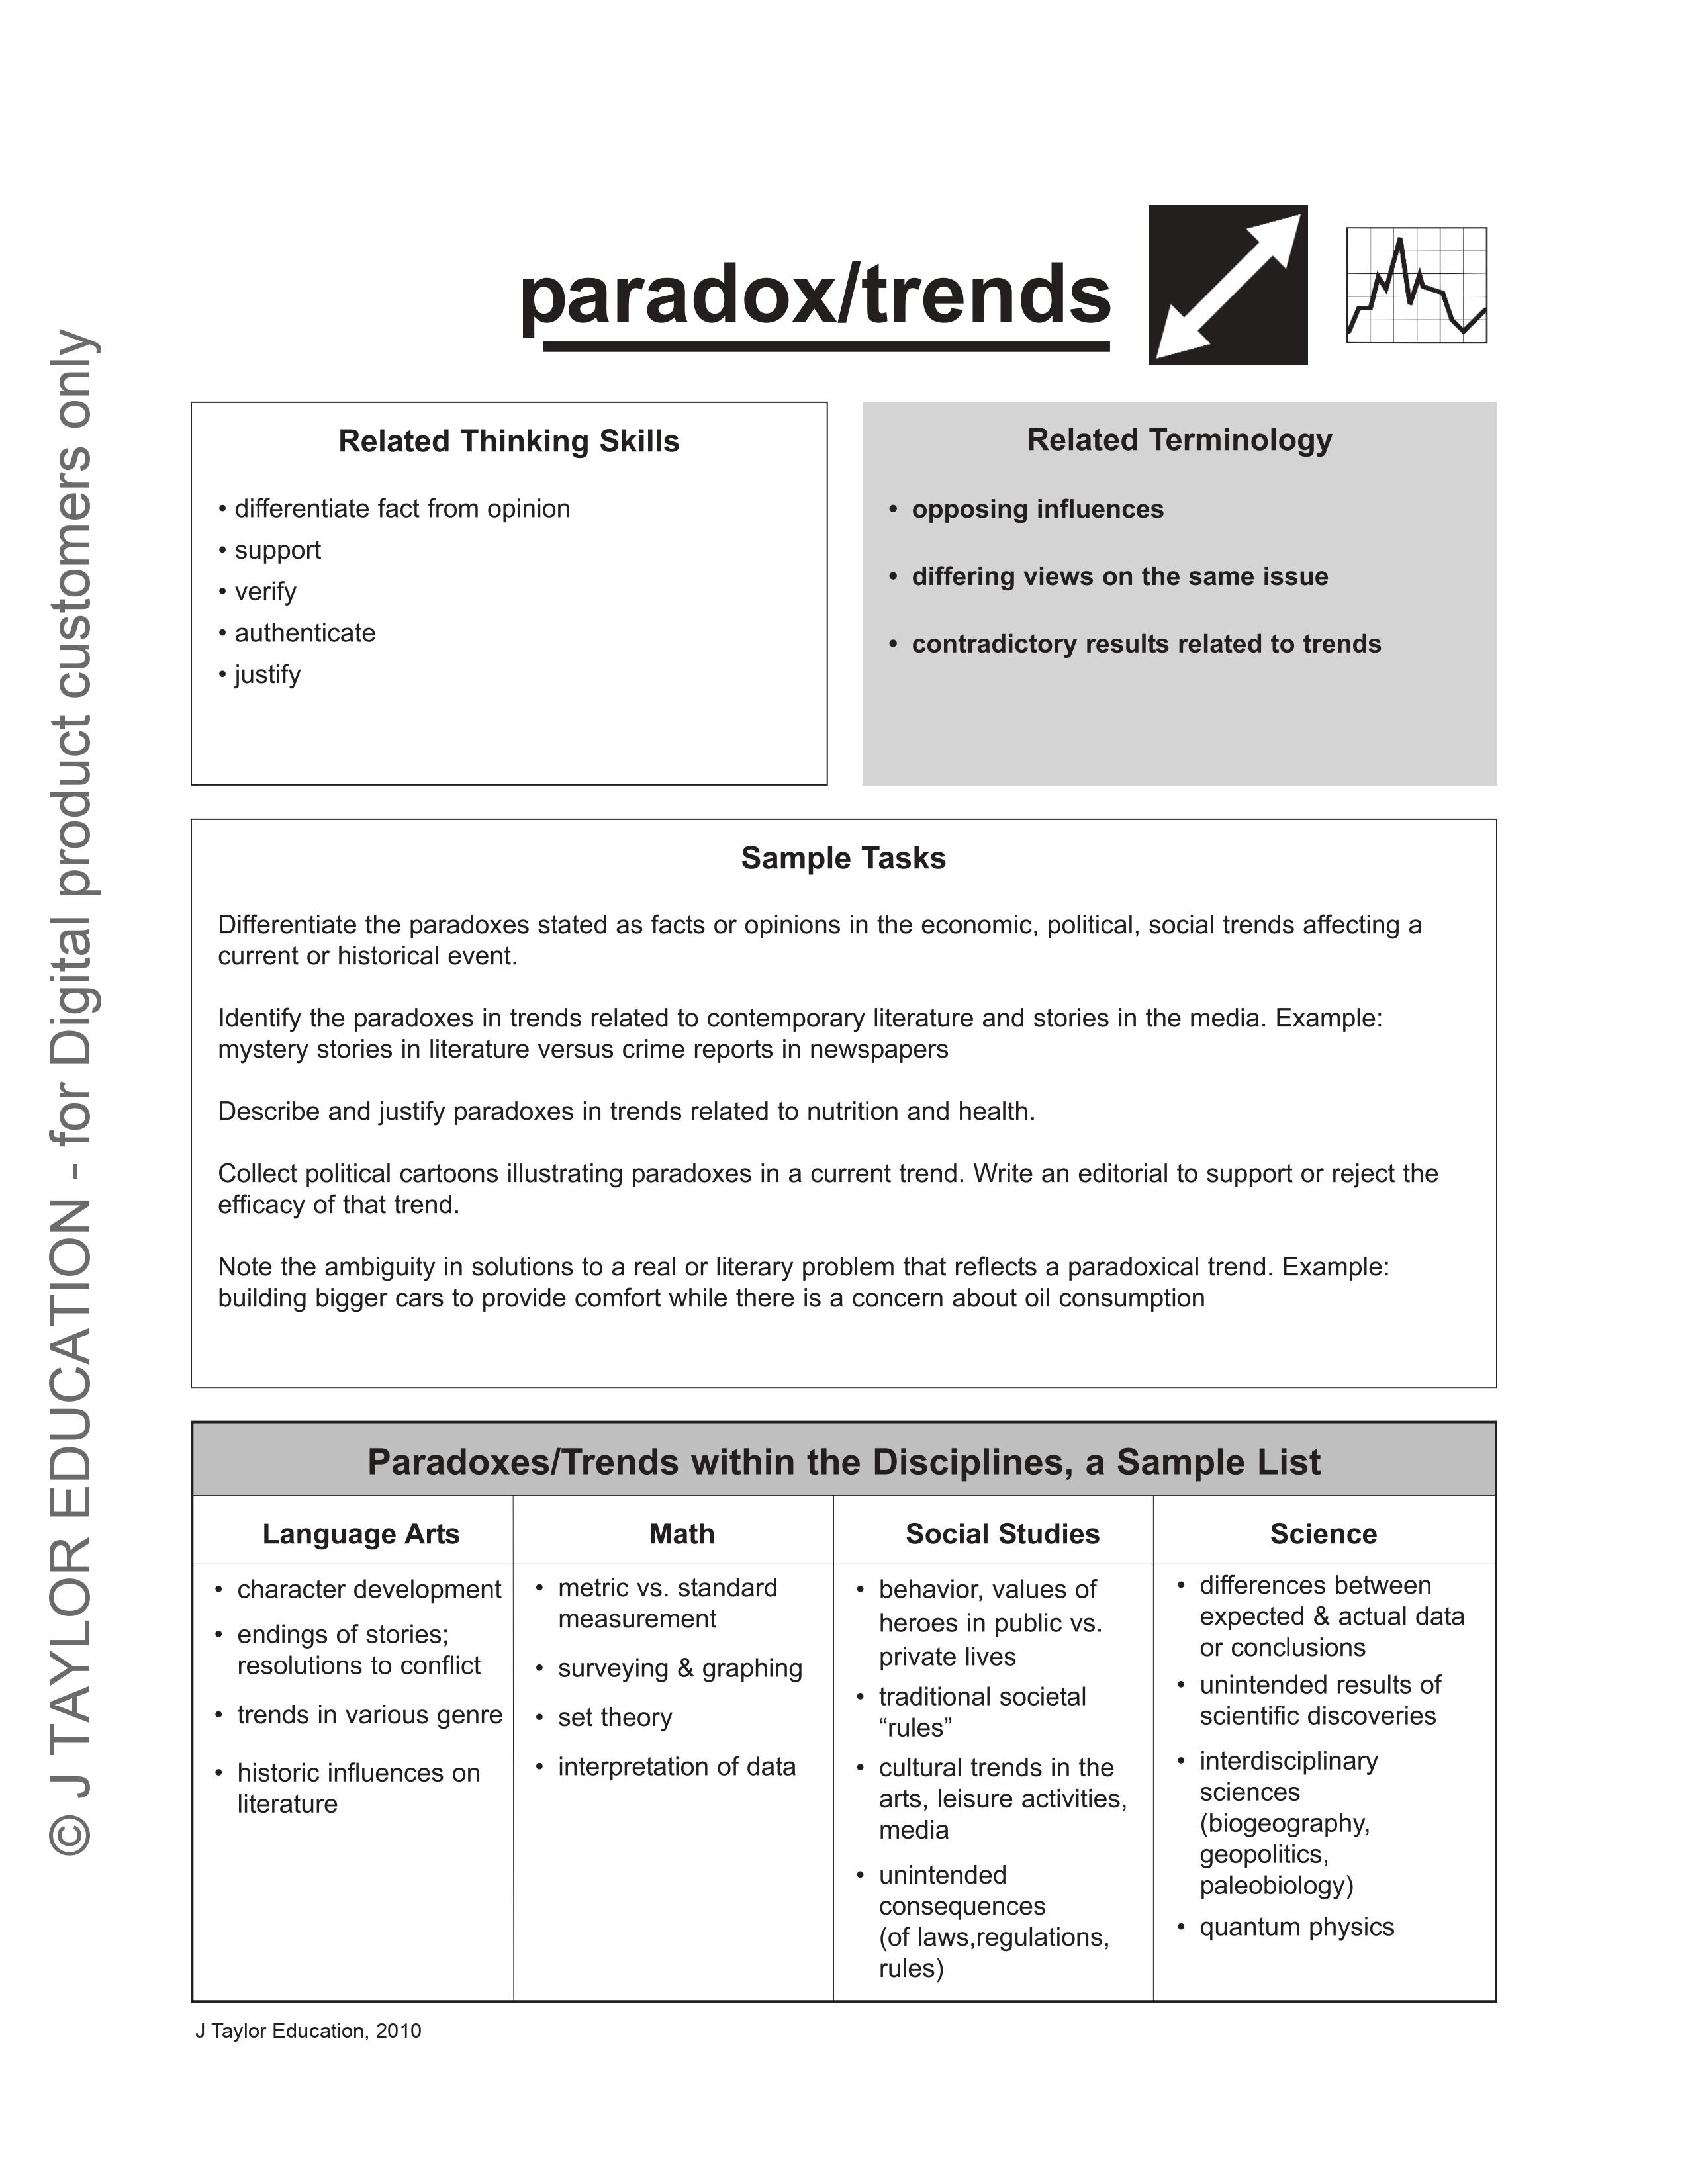 paradox/trends
Related Thinking Skills
• differentiate fact from opinion
• support
• verify
• authenticate
• justify
Related Terminology
• opposing influences
• differing views on the same issue
• contradictory results related to trends
Sample Tasks
Differentiate the paradoxes stated as facts or opinions in the economic, political, social trends affecting a
current or historical event.
Identify the paradoxes in trends related to contemporary literature and stories in the media. Example:
mystery stories in literature versus crime reports in newspapers
Describe and justify paradoxes in trends related to nutrition and health.
Collect political cartoons illustrating paradoxes in a current trend. Write an editorial to support or reject the
efficacy of that trend.
Note the ambiguity in solutions to a real or literary problem that reflects a paradoxical trend. Example:
building bigger cars to provide comfort while there is a concern about oil consumption
Paradoxes/Trends within the Disciplines, a Sample List
Language Arts
• character development
• endings of stories;
resolutions to conflict
• trends in various genre
• historic influences on
literature
Math
• metric vs. standard
measurement
• surveying & graphing
• set theory
• interpretation of data
Social Studies
• behavior, values of
heroes in public vs.
private lives
• traditional societal
“rules”
• cultural trends in the
arts, leisure activities,
media
• unintended
consequences
(of laws,regulations,
rules)
Science
• differences between
expected & actual data
or conclusions
• unintended results of
scientific discoveries
• interdisciplinary
sciences
(biogeography,
geopolitics,
paleobiology)
• quantum physics
J Taylor Education, 2010
© J TAYLOR EDUCATION - for Digital product customers only